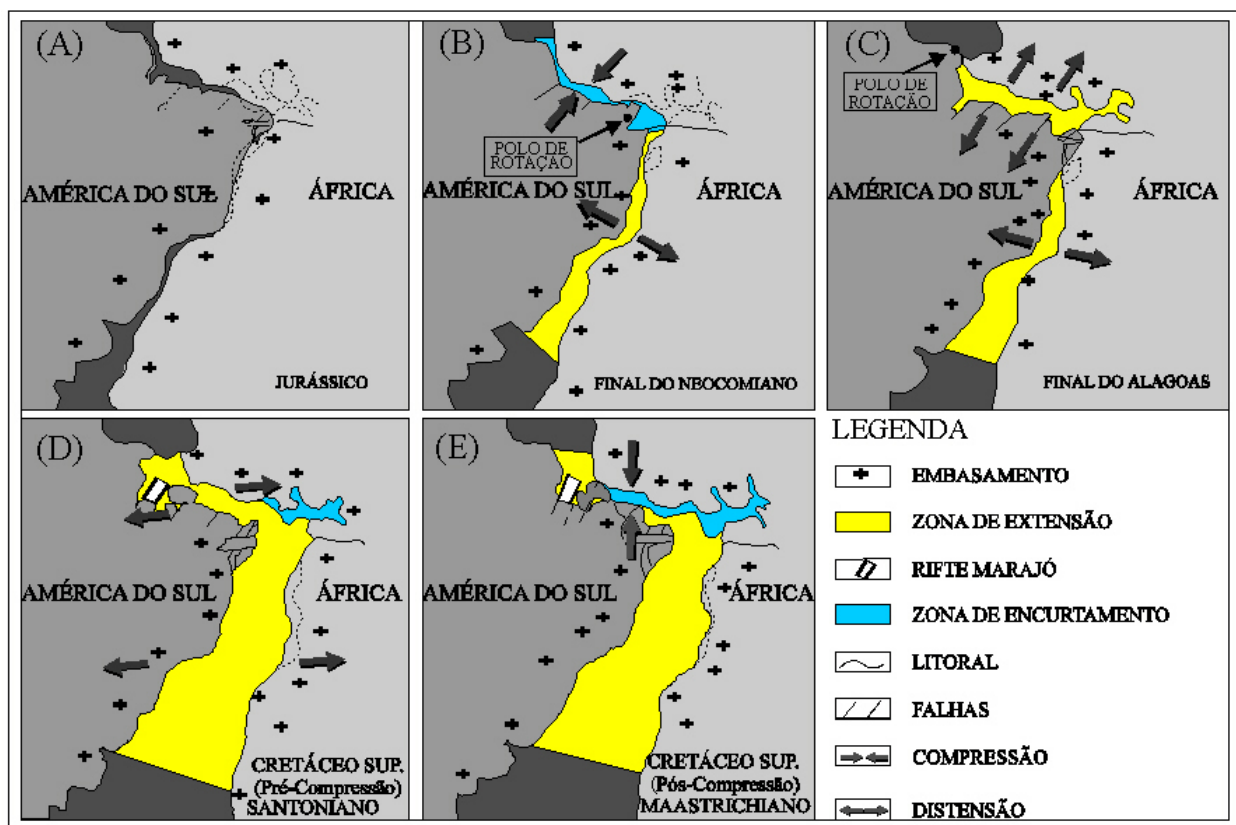 (A)
AMÉRICA DO SUL
ÁFRICA
JURÁSSICO
(B)
POLO DE
ROTAÇÃO
AMÉRICA DO SUL
ÁFRICA
FINAL DO NEOCOMIANO
(C)
POLO DE
ROTAÇÃO
AMÉRICA DO SUL
ÁFRICA
FINAL DO ALAGOAS
(D)
AMÉRICA DO SUL
ÁFRICA
CRETÁCEO SUP.
(Pré-Compressão)
SANTONIANO
(E)
AMÉRICA DO SUL
ÁFRICA
CRETÁCEO SUP.
(Pós-Compressão)
MAASTRICHIANO
LEGENDA
EMBASAMENTO
ZONA DE EXTENSÃO
RIFTE MARAJÓ
ZONA DE ENCURTAMENTO
LITORAL
FALHAS
COMPRESSÃO
DISTENSÃO